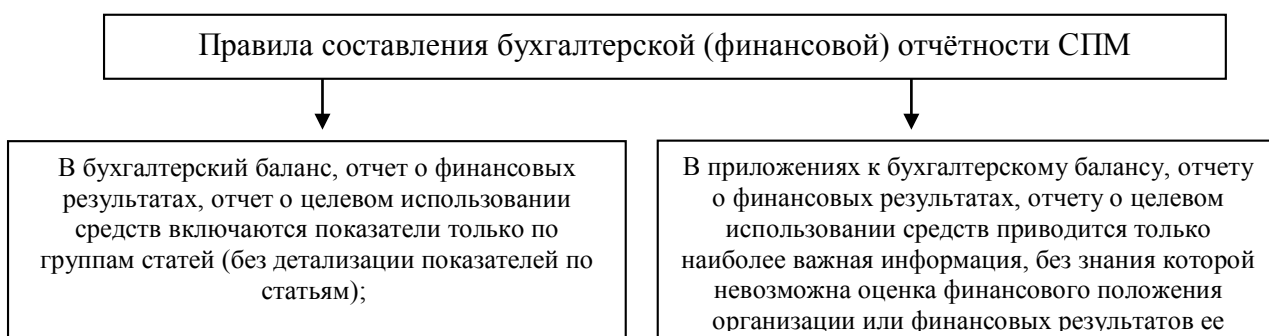 Правила составления бухгалтерской (финансовой) отчётности СПМ
В бухгалтерский баланс, отчет о финансовых
результатах, отчет о целевом использовании
средств включаются показатели только по
группам статей (без детализации показателей по
статьям);
В приложениях к бухгалтерскому балансу, отчету
о финансовых результатах, отчету о целевом
использовании средств приводится только
наиболее важная информация, без знания которой
невозможна оценка финансового положения
организации или финансовых результатов ее